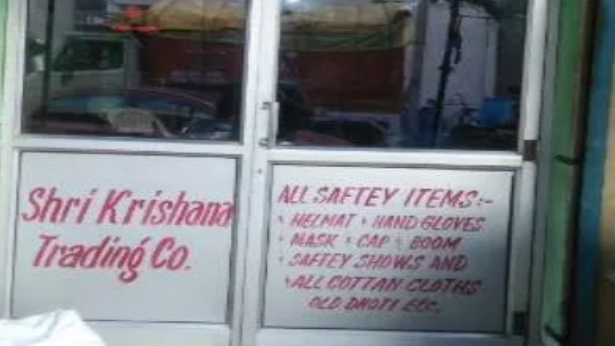 Shri Krishana
Trading Co.
ALL SAFTEY ITEMS:-
* HELMAT * HAND GLOVES
* MASK * CAP * BOOM
* SAFTEY SHOWS AND
* ALL COTTAN CLOTHS
OLD DHOTI Etc.